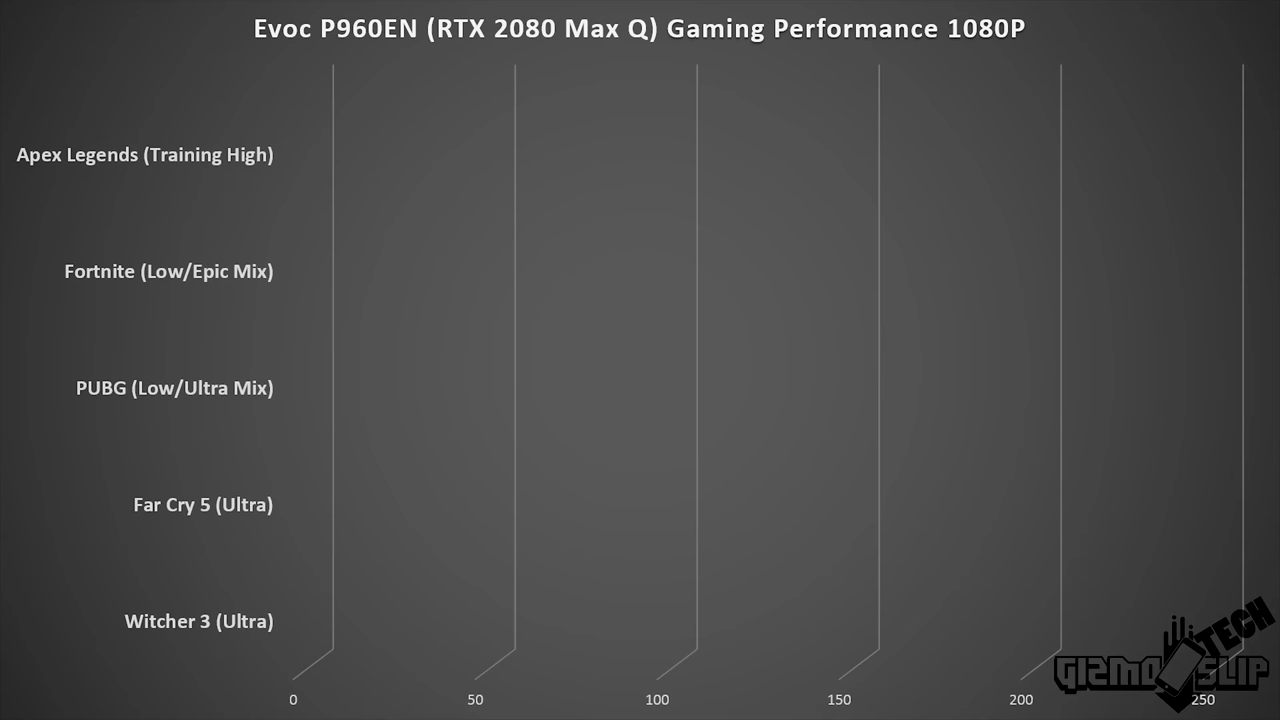 Evoc P960EN (RTX 2080 Max Q) Gaming Performance 1080P
Apex Legends (Training High)
Fortnite (Low/Epic Mix)
PUBG (Low/Ultra Mix)
Far Cry 5 (Ultra)
Witcher 3 (Ultra)
0 50 100 150 200 250
GIZMO SLIP TECH